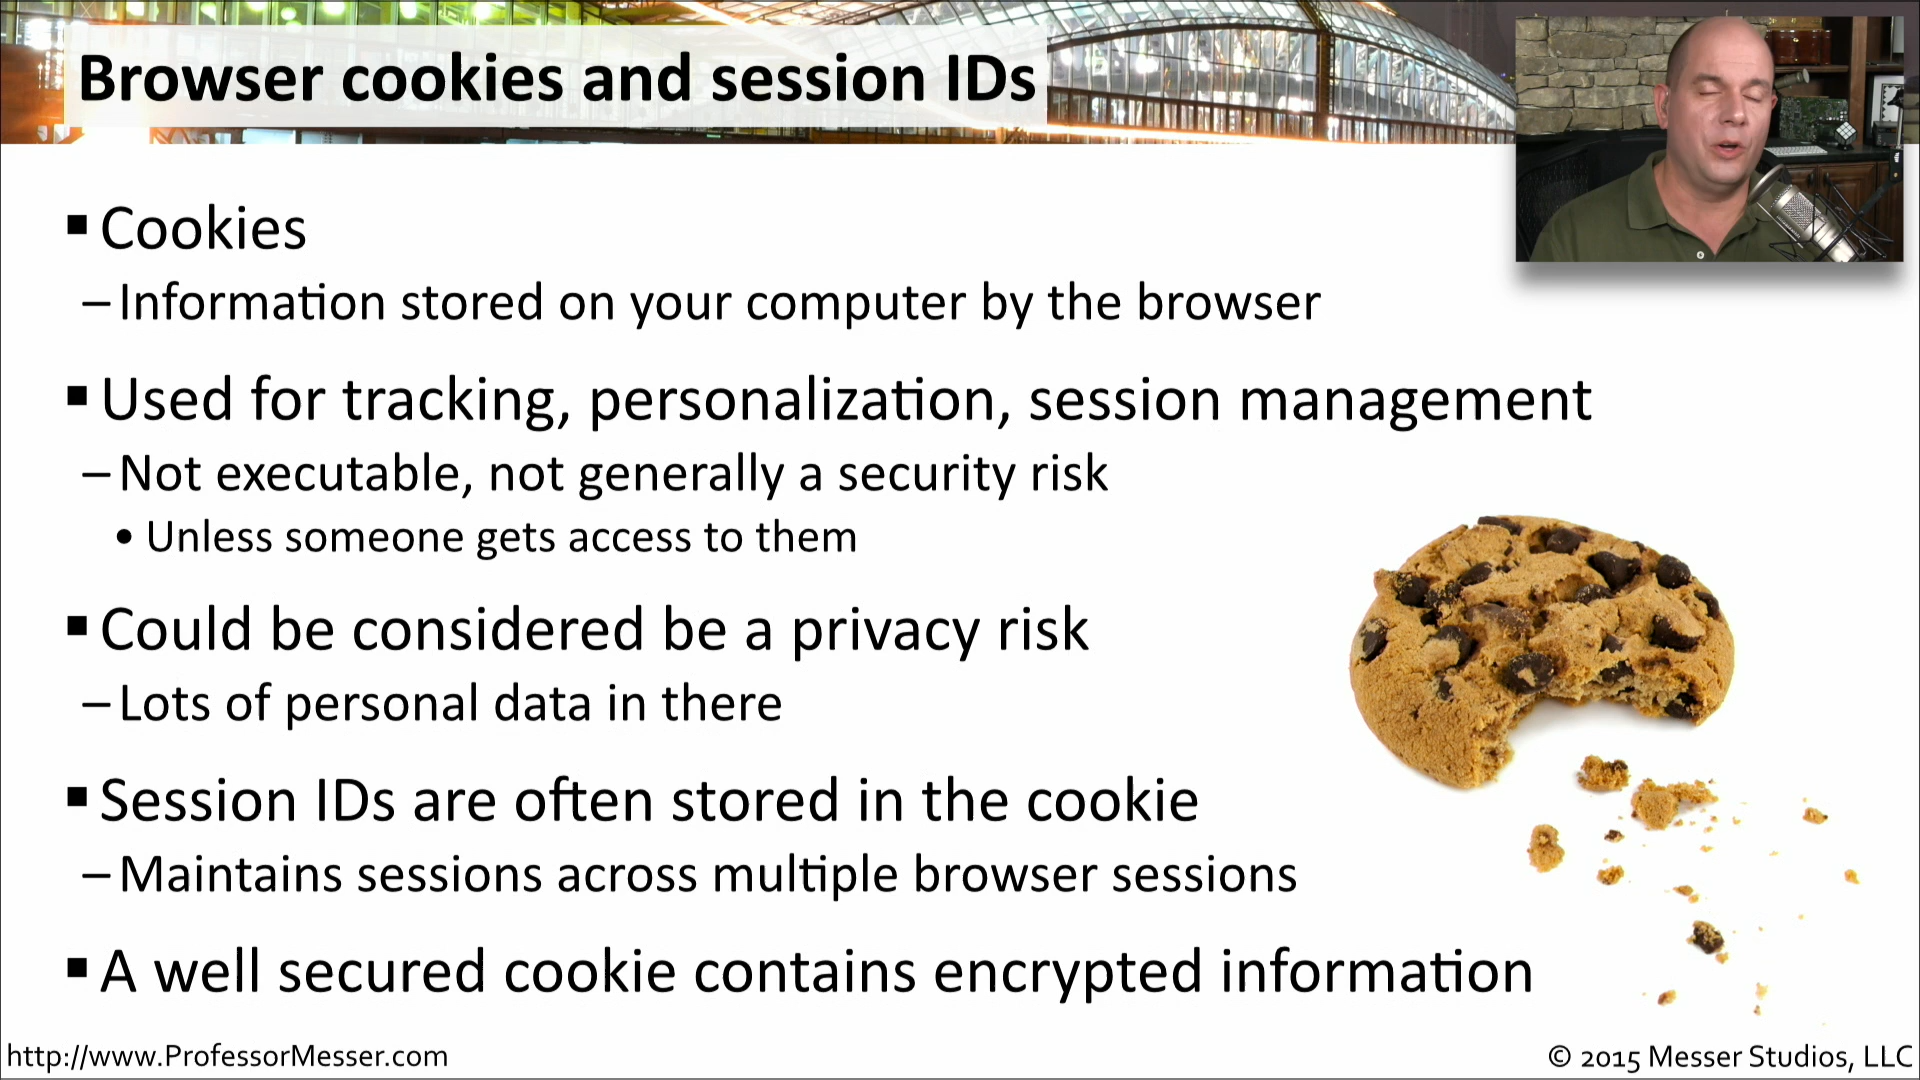 Browser cookies and session IDs
▪ Cookies
– Information stored on your computer by the browser
▪ Used for tracking, personalization, session management
– Not executable, not generally a security risk
• Unless someone gets access to them
▪ Could be considered be a privacy risk
– Lots of personal data in there
▪ Session IDs are often stored in the cookie
– Maintains sessions across multiple browser sessions
▪ A well secured cookie contains encrypted information
http://www.ProfessorMesser.com
© 2015 Messer Studios, LLC